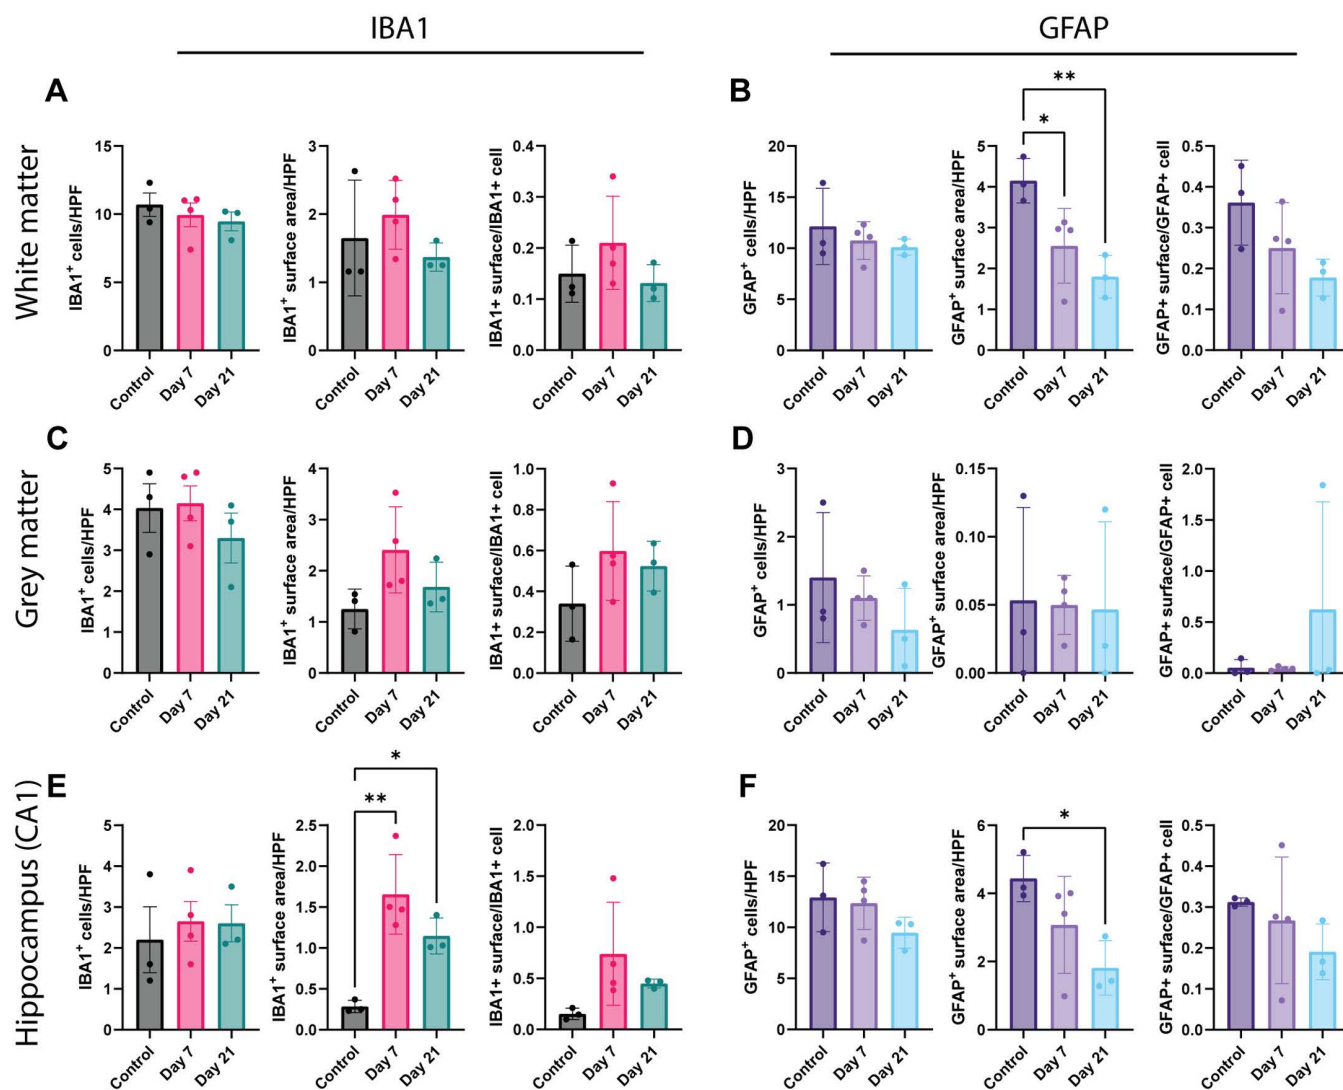 IBA1
GFAP
White matter
A
IBA1+ cells/HPF
15
10
5
0
Control
Day 7
Day 21
IBA1+ surface area/HPF
3
2
1
0
Control
Day 7
Day 21
IBA1+ surface/IBA1+ cell
0.4
0.3
0.2
0.1
0.0
Control
Day 7
Day 21
B
GFAP+ cells/HPF
20
15
10
5
0
Control
Day 7
Day 21
**
*
GFAP+ surface area/HPF
5
4
3
2
1
0
Control
Day 7
Day 21
GFAP+ surface/GFAP+ cell
0.5
0.4
0.3
0.2
0.1
0.0
Control
Day 7
Day 21
Grey matter
C
IBA1+ cells/HPF
5
4
3
2
1
0
Control
Day 7
Day 21
IBA1+ surface area/HPF
4
3
2
1
0
Control
Day 7
Day 21
IBA1+ surface/IBA1+ cell
1.0
0.8
0.6
0.4
0.2
0.0
Control
Day 7
Day 21
D
GFAP+ cells/HPF
3
2
1
0
Control
Day 7
Day 21
GFAP+ surface area/HPF
0.15
0.10
0.05
0.00
Control
Day 7
Day 21
GFAP+ surface/GFAP+ cell
2.0
1.5
1.0
0.5
0.0
Control
Day 7
Day 21
Hippocampus (CA1)
E
IBA1+ cells/HPF
5
4
3
2
1
0
Control
Day 7
Day 21
*
**
IBA1+ surface area/HPF
2.5
2.0
1.5
1.0
0.5
0.0
Control
Day 7
Day 21
IBA1+ surface/IBA1+ cell
2.0
1.5
1.0
0.5
0.0
Control
Day 7
Day 21
F
GFAP+ cells/HPF
20
15
10
5
0
Control
Day 7
Day 21
*
GFAP+ surface area/HPF
6
4
2
0
Control
Day 7
Day 21
GFAP+ surface/GFAP+ cell
0.5
0.4
0.3
0.2
0.1
0.0
Control
Day 7
Day 21